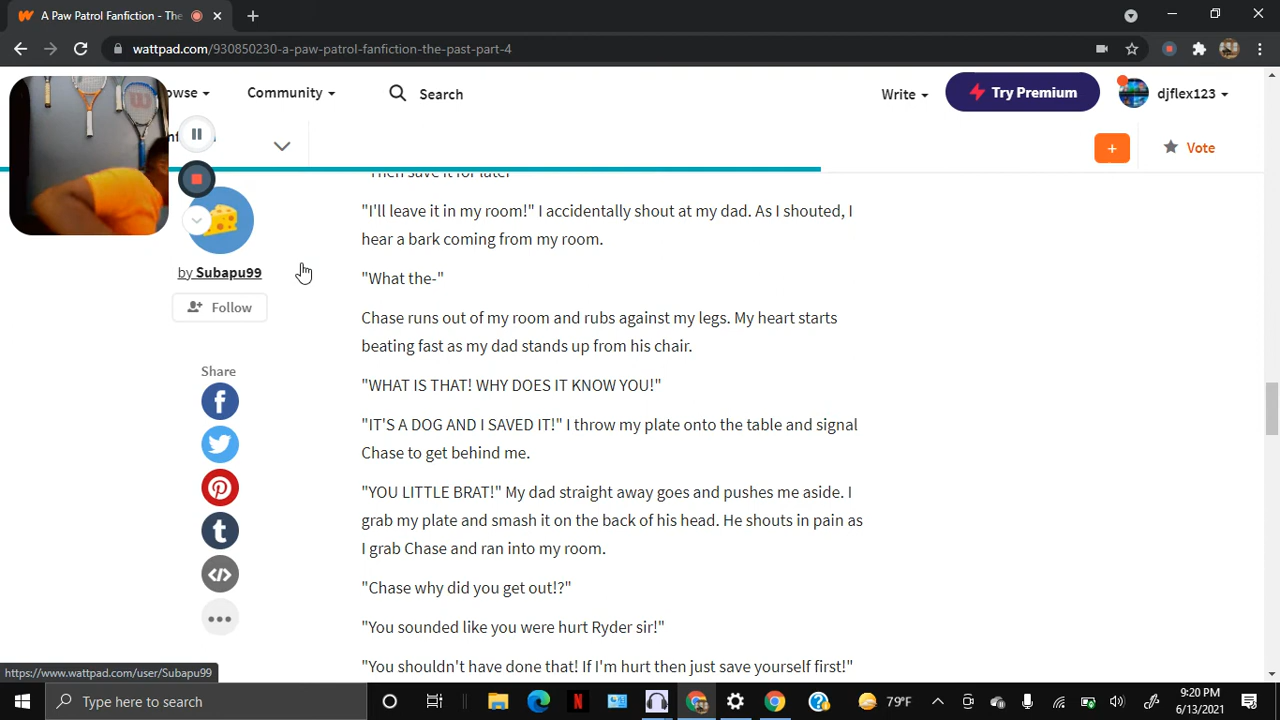 A Paw Patrol Fanfiction - The
wattpad.com/930850230-a-paw-patrol-fanfiction-the-past-part-4
owse
Community
Search
Write
Try Premium
djflex123
+
Vote
"Then save it for later"
"I'll leave it in my room!" I accidentally shout at my dad. As I shouted, I
hear a bark coming from my room.
"What the-"
Chase runs out of my room and rubs against my legs. My heart starts
beating fast as my dad stands up from his chair.
"WHAT IS THAT! WHY DOES IT KNOW YOU!"
"IT'S A DOG AND I SAVED IT!" I throw my plate onto the table and signal
Chase to get behind me.
"YOU LITTLE BRAT!" My dad straight away goes and pushes me aside. I
grab my plate and smash it on the back of his head. He shouts in pain as
I grab Chase and ran into my room.
"Chase why did you get out!?"
"You sounded like you were hurt Ryder sir!"
"You shouldn't have done that! If I'm hurt then just save yourself first!"
by Subapu99
Follow
Share
https://www.wattpad.com/user/Subapu99
Type here to search
79°F
9:20 PM
6/13/2021